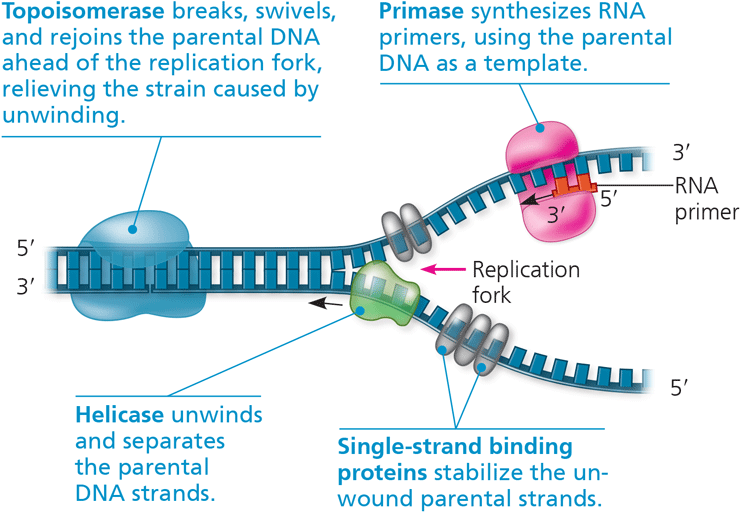 Topoisomerase breaks, swivels,
and rejoins the parental DNA
ahead of the replication fork,
relieving the strain caused by
unwinding.
Primase synthesizes RNA
primers, using the parental
DNA as a template.
3′
RNA
primer
5′
3′
5′
3′
Replication
fork
5′
Helicase unwinds
and separates
the parental
DNA strands.
Single-strand binding
proteins stabilize the un-
wound parental strands.